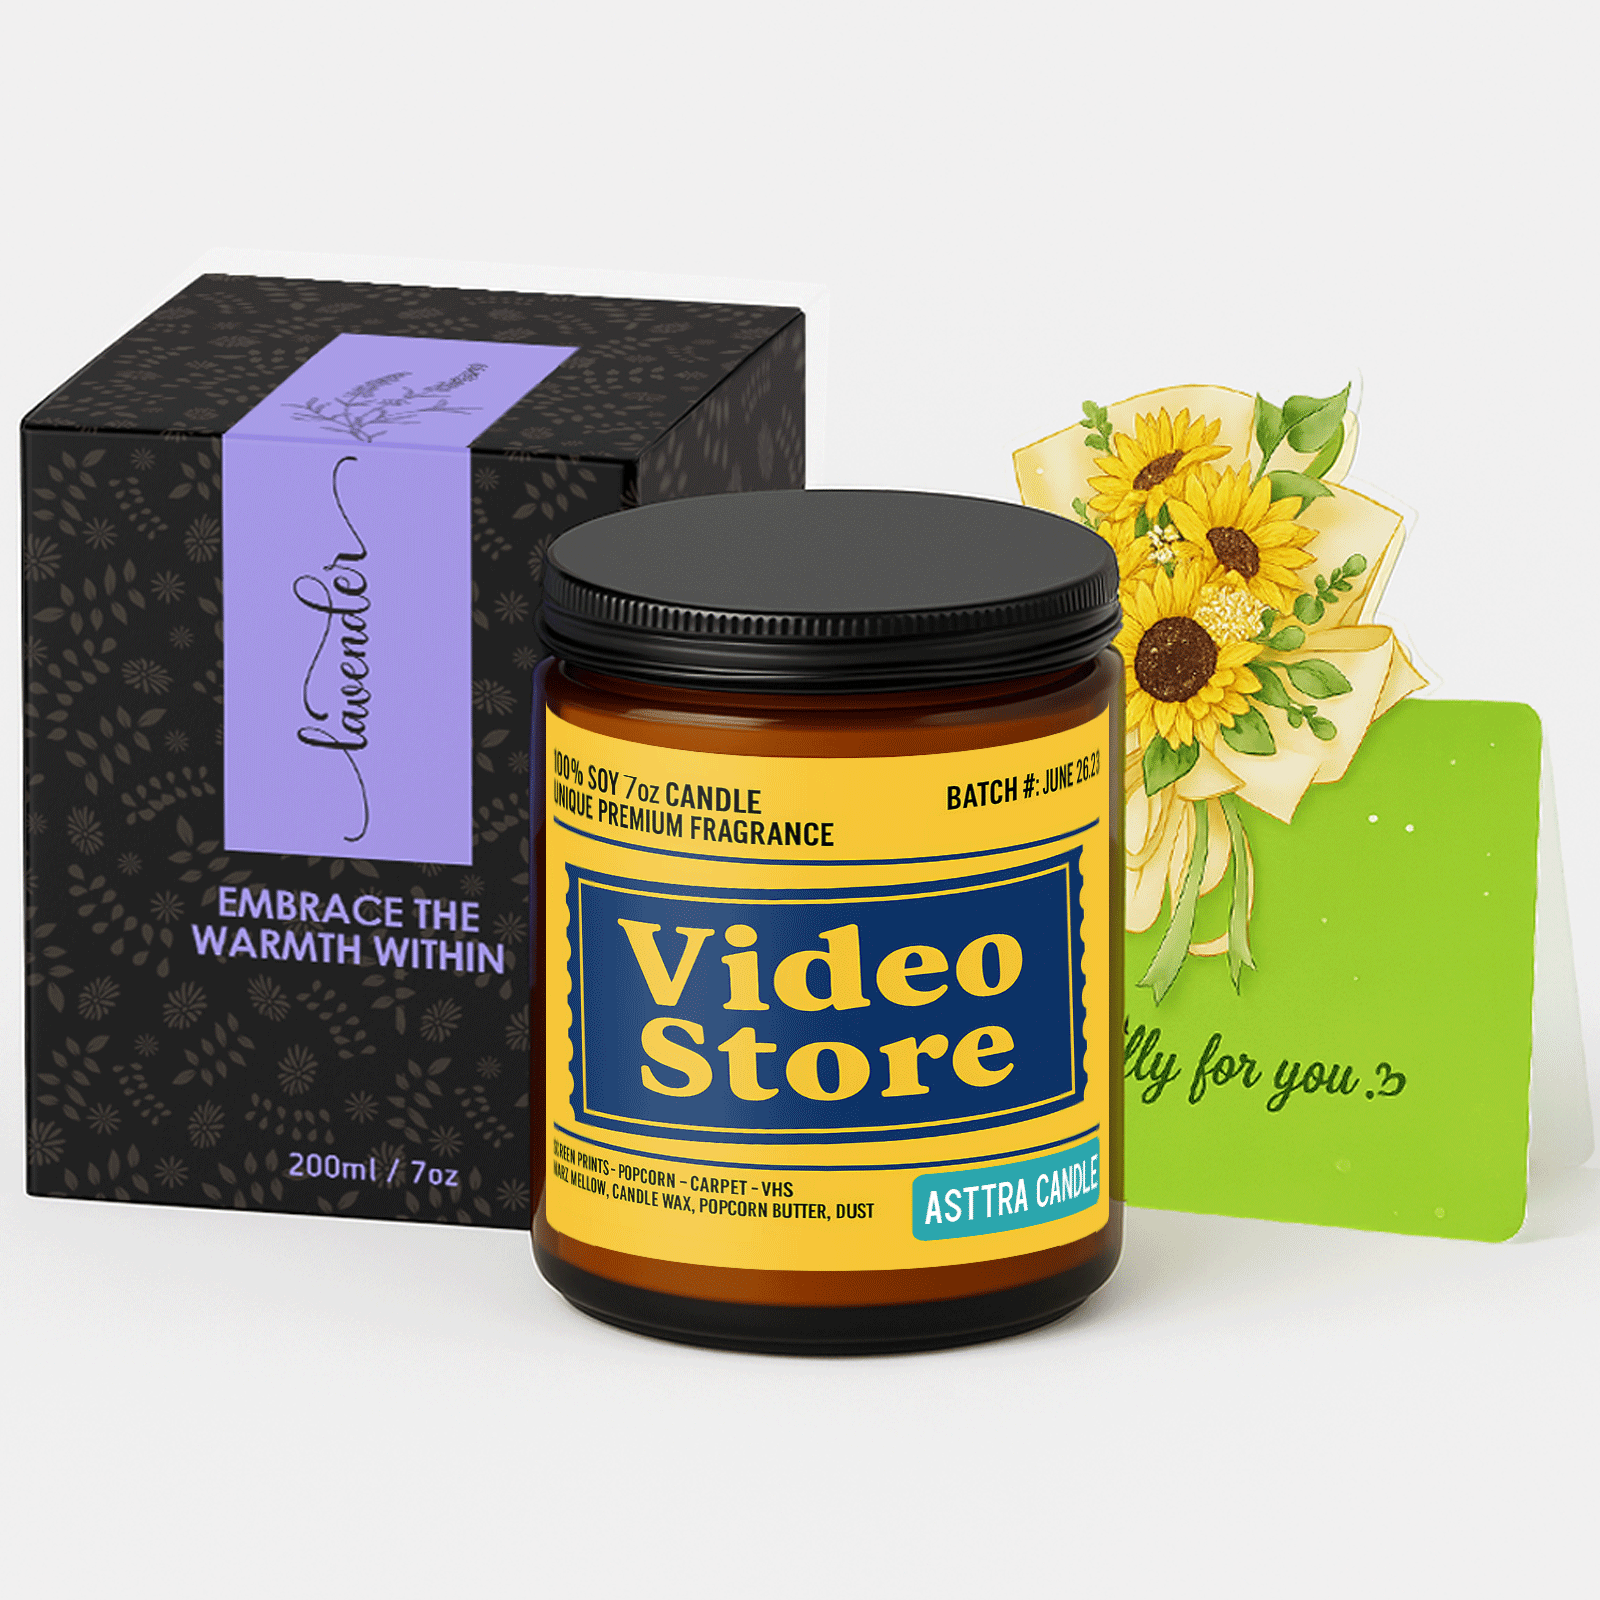 lavender
EMBRACE THE
WARMTH WITHIN
200ml / 7oz
100% SOY 7oz CANDLE
UNIQUE PREMIUM FRAGRANCE
BATCH #: JUNE 26.23
Video
Store
SCREEN PRINTS - POPCORN - CARPET - VHS
MELLOW, CANDLE WAX, POPCORN BUTTER, DUST
ASTTRA CANDLE
for you